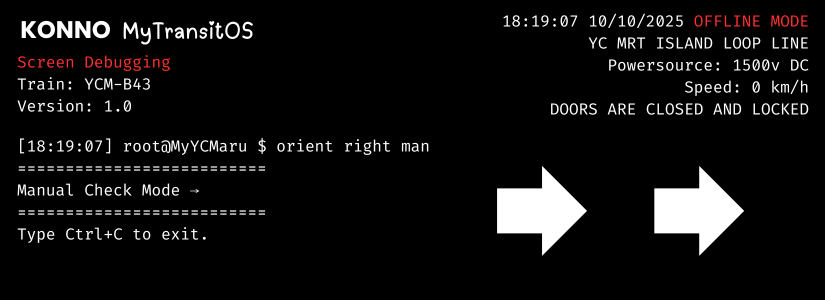 KONNO MyTransitOS
Screen Debugging
Train: YCM-B43
Version: 1.0
18:19:07 10/10/2025 OFFLINE MODE
YC MRT ISLAND LOOP LINE
Powersource: 1500v DC
Speed: 0 km/h
DOORS ARE CLOSED AND LOCKED
[18:19:07] root@MyYCMaru $ orient right man
==========================
Manual Check Mode →
==========================
Type Ctrl+C to exit.